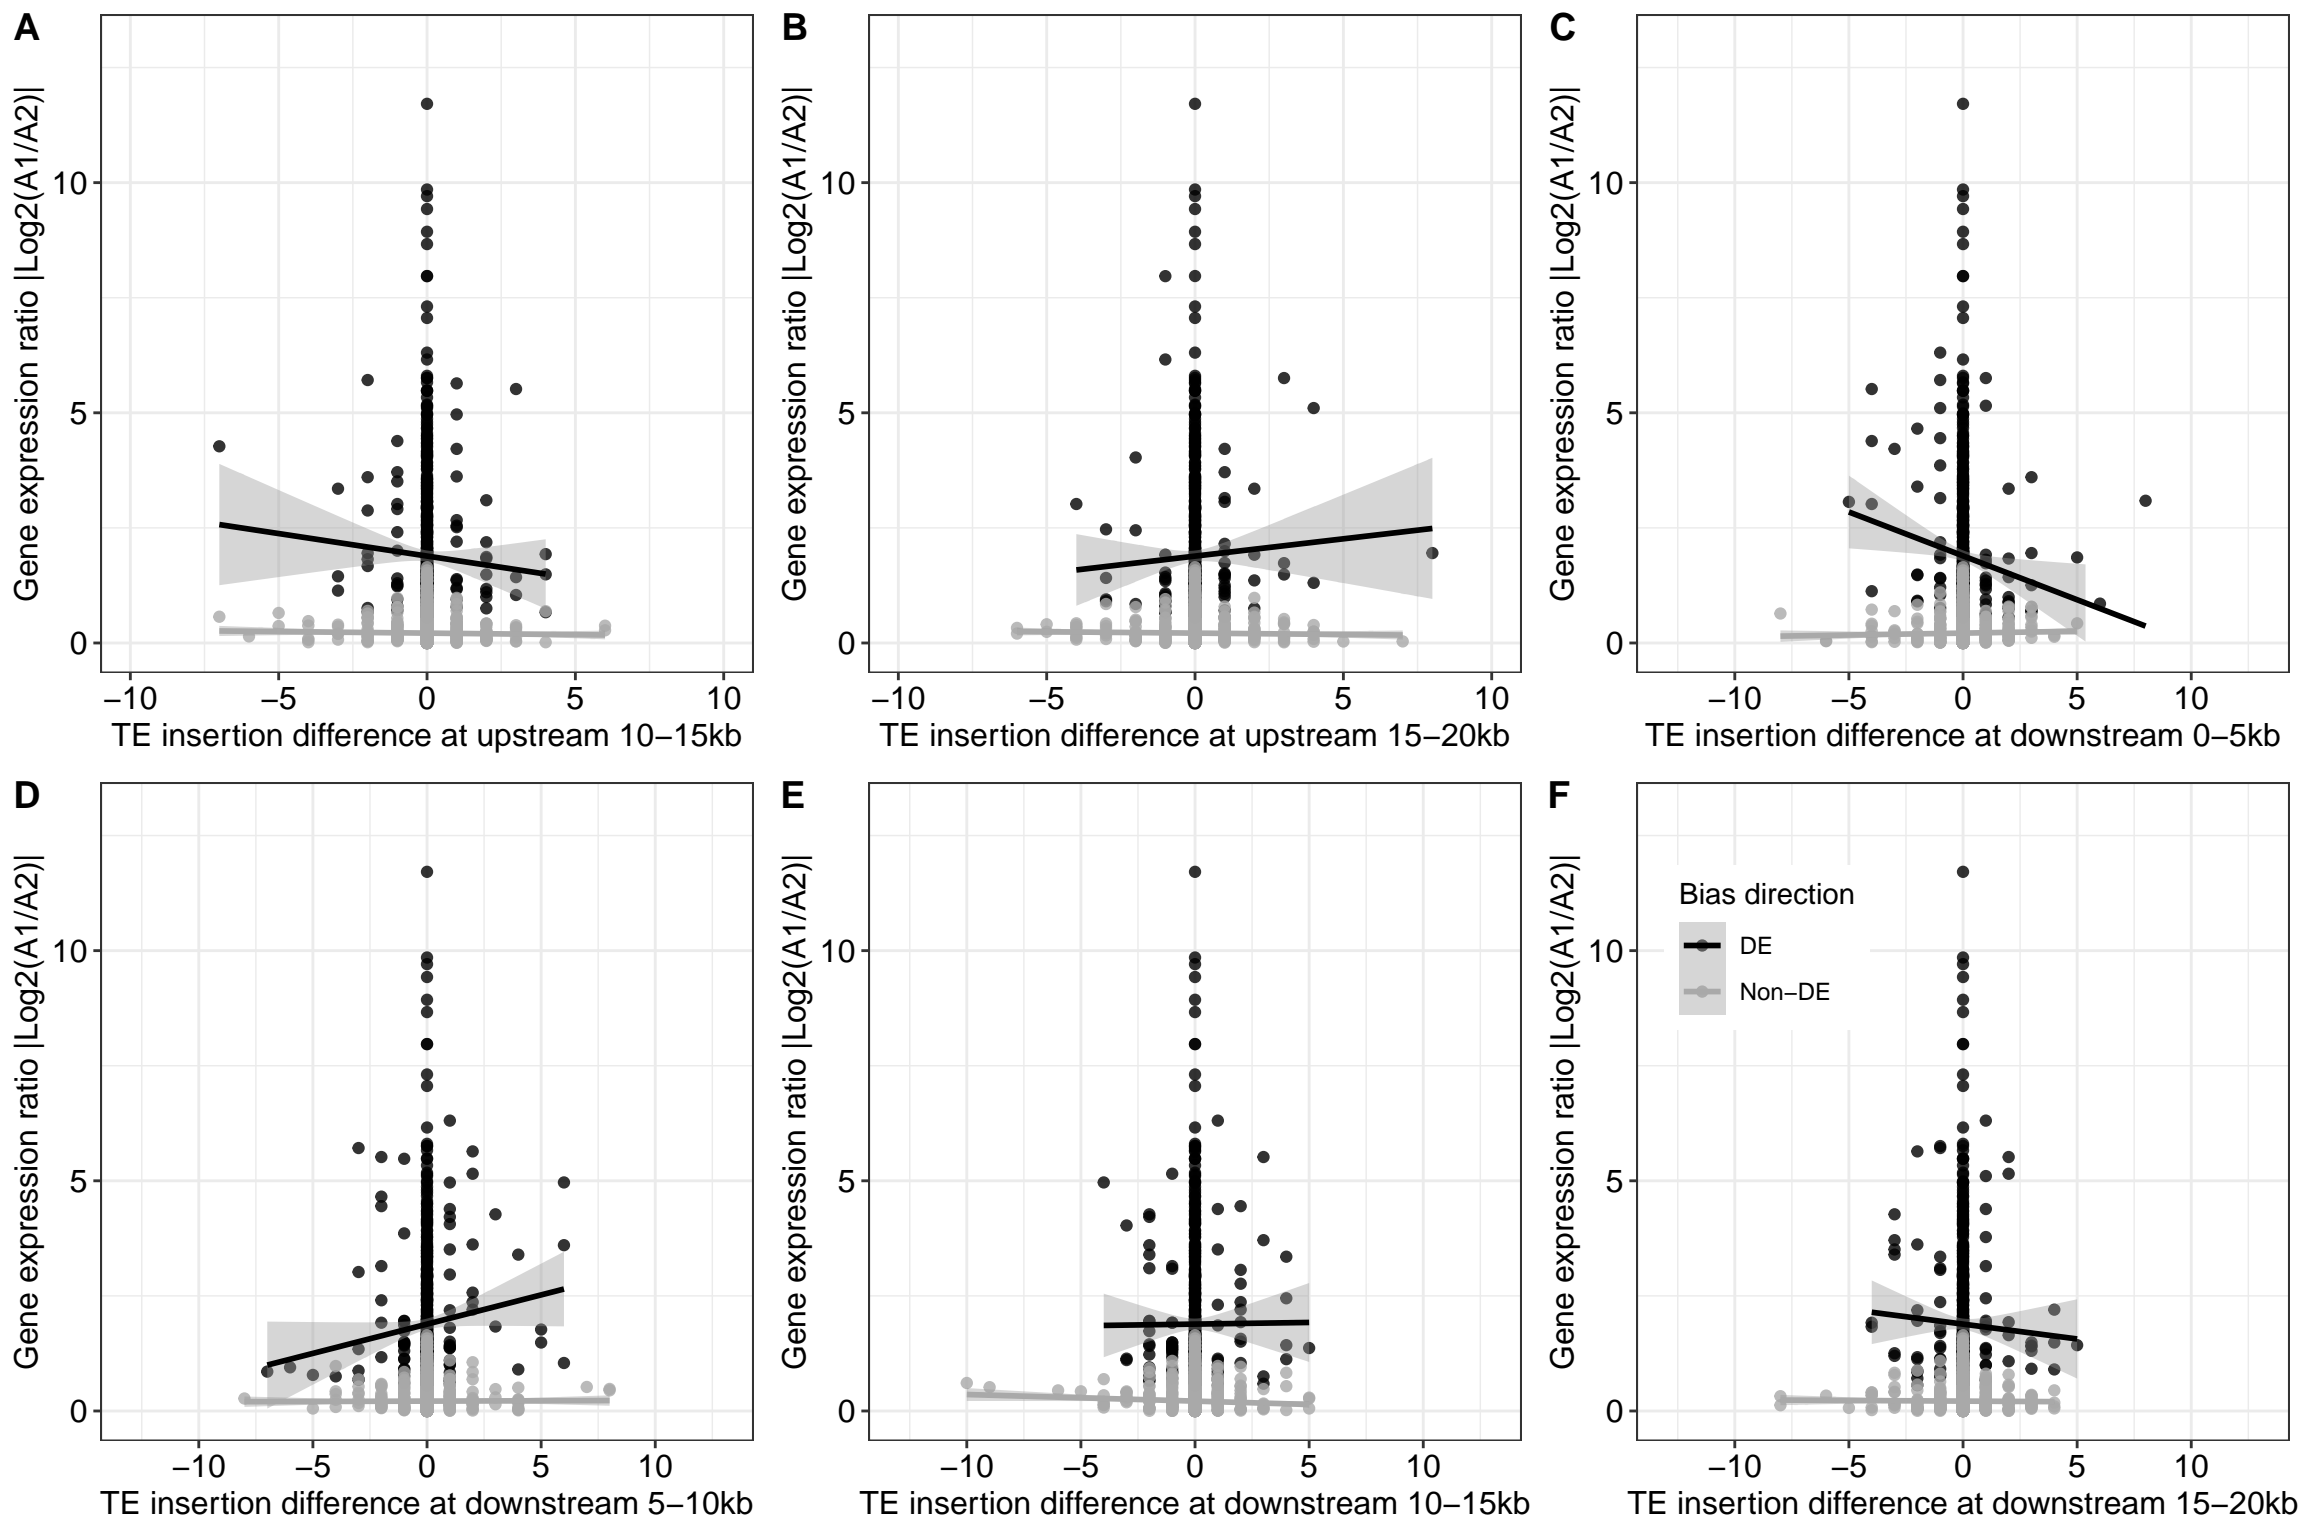 A
Gene expression ratio |Log2(A1/A2)|
10
5
0
−10 −5 0 5 10
TE insertion difference at upstream 10−15kb
B
Gene expression ratio |Log2(A1/A2)|
10
5
0
−10 −5 0 5 10
TE insertion difference at upstream 15−20kb
C
Gene expression ratio |Log2(A1/A2)|
10
5
0
−10 −5 0 5 10
TE insertion difference at downstream 0−5kb
D
Gene expression ratio |Log2(A1/A2)|
10
5
0
−10 −5 0 5 10
TE insertion difference at downstream 5−10kb
E
Gene expression ratio |Log2(A1/A2)|
10
5
0
−10 −5 0 5 10
TE insertion difference at downstream 10−15kb
F
Gene expression ratio |Log2(A1/A2)|
10
5
0
Bias direction
DE
Non−DE
−10 −5 0 5 10
TE insertion difference at downstream 15−20kb